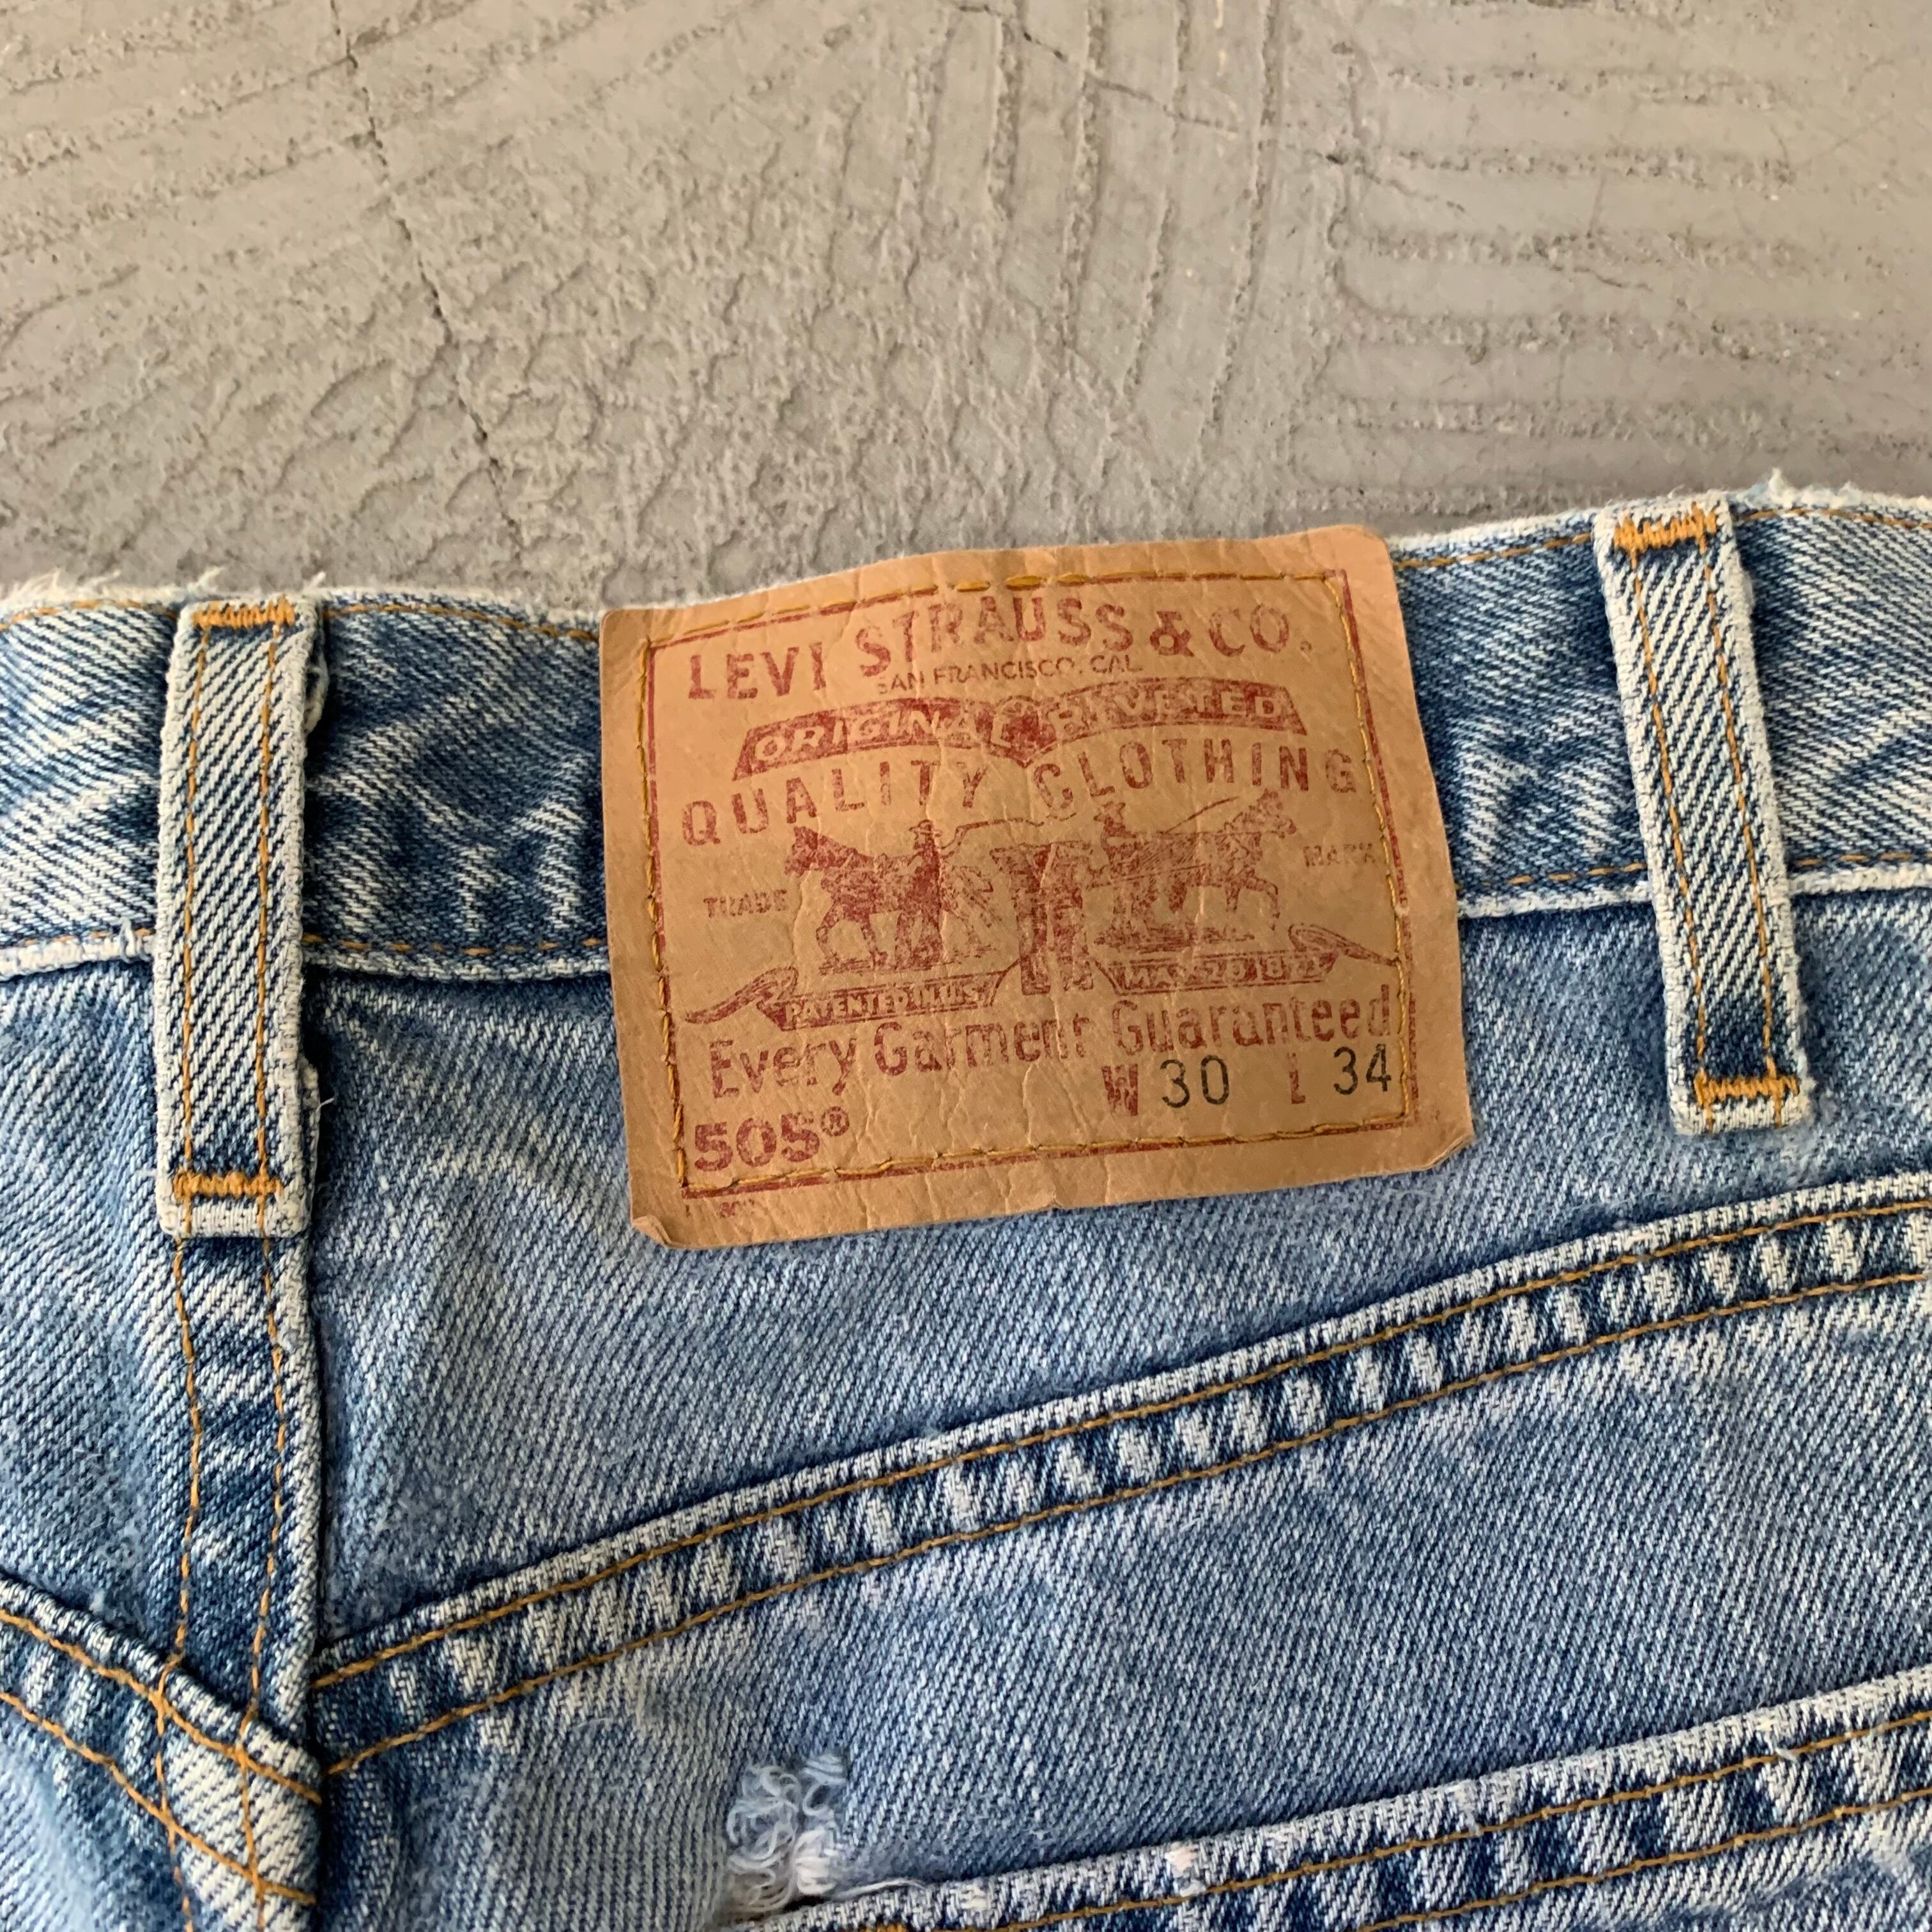 LEVI STRAUSS & CO.
SAN FRANCISCO, CAL.
ORIGINAL RIVETED
QUALITY CLOTHING
TRADE MARK
PATENTED IN U.S. MAY 20 1873
Every Garment Guaranteed
W 30 L 34
505®